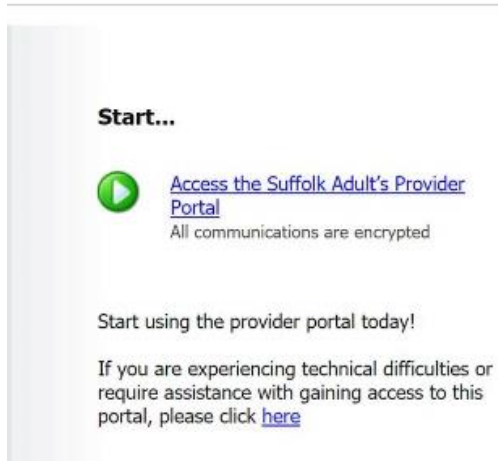 Start...
Access the Suffolk Adult's Provider
Portal
All communications are encrypted
Start using the provider portal today!
If you are experiencing technical difficulties or
require assistance with gaining access to this
portal, please click here